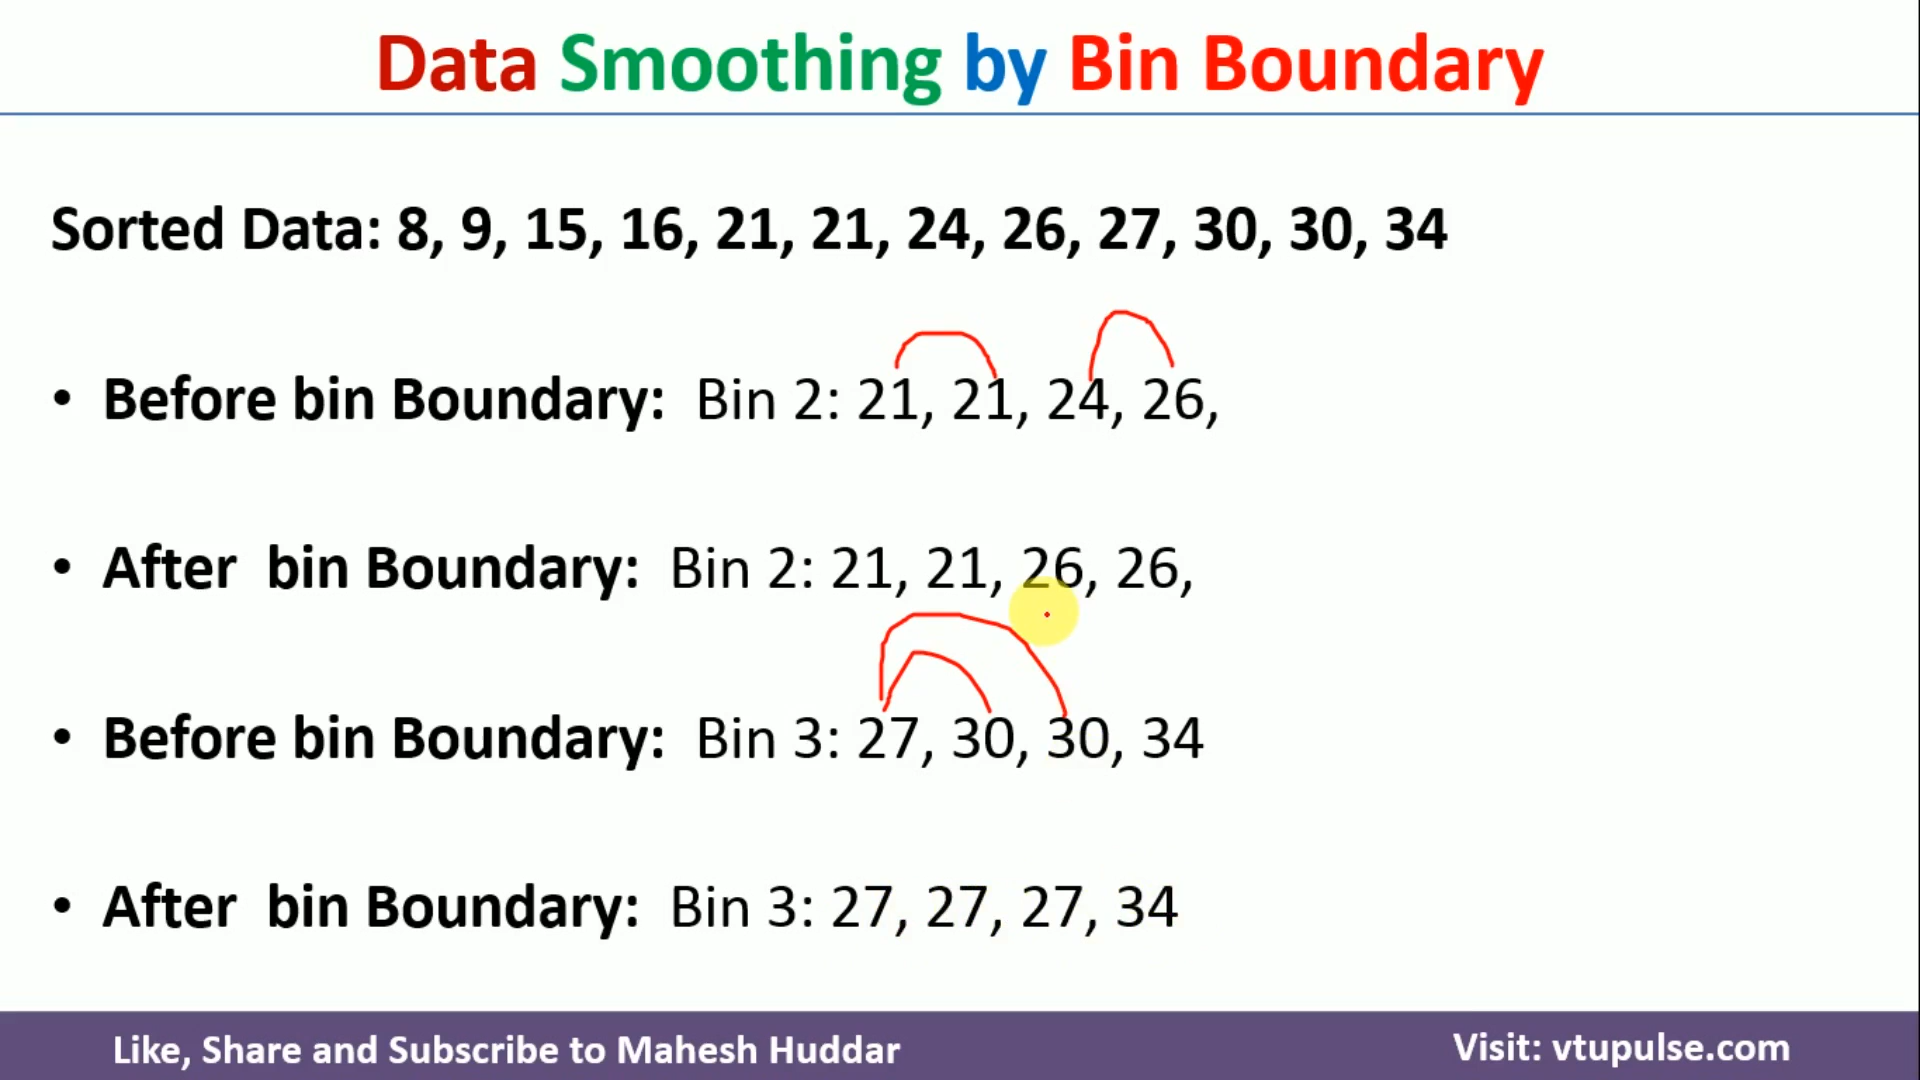 Data Smoothing by Bin Boundary
Sorted Data: 8, 9, 15, 16, 21, 21, 24, 26, 27, 30, 30, 34
• Before bin Boundary: Bin 2: 21, 21, 24, 26,
• After bin Boundary: Bin 2: 21, 21, 26, 26,
• Before bin Boundary: Bin 3: 27, 30, 30, 34
• After bin Boundary: Bin 3: 27, 27, 27, 34
Like, Share and Subscribe to Mahesh Huddar
Visit: vtupulse.com